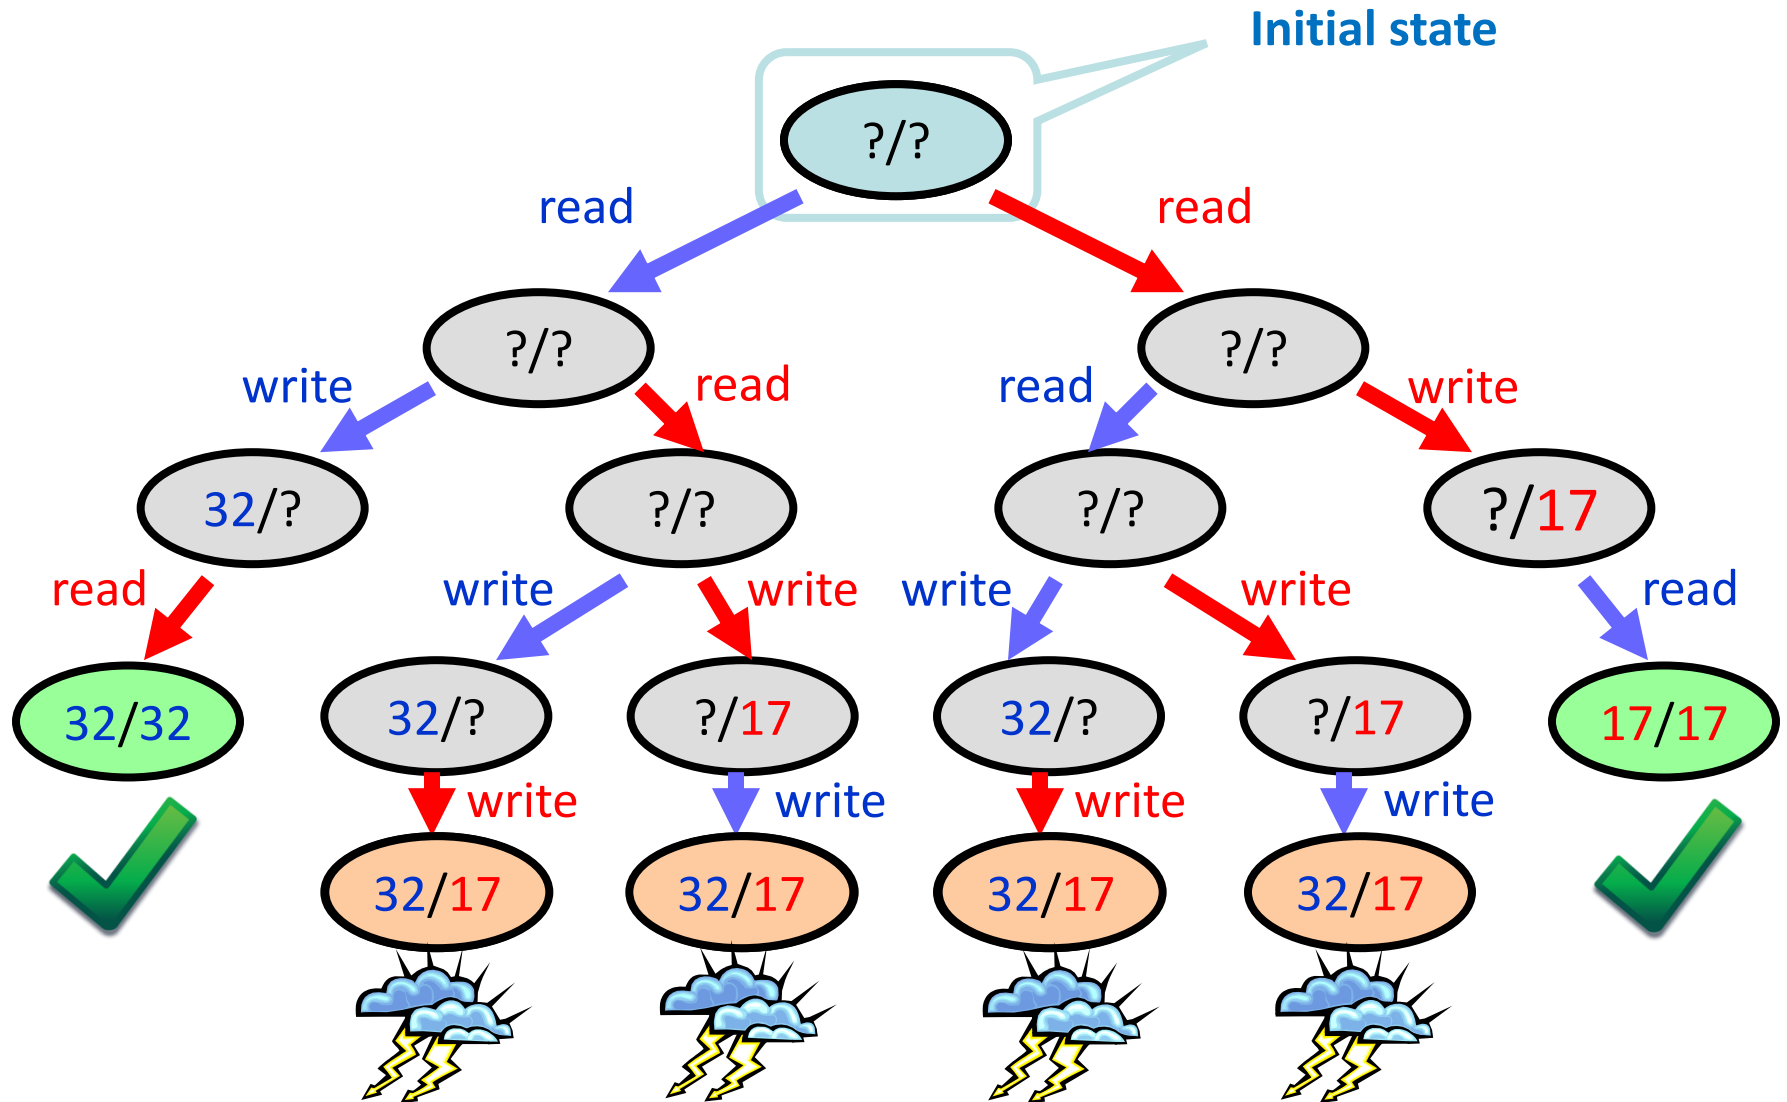 Initial state
?/?
read
read
?/?
?/?
write
read
read
write
32/?
?/?
?/?
?/17
read
write
write
write
write
read
32/32
32/?
?/17
32/?
?/17
17/17
write
write
write
write
32/17
32/17
32/17
32/17